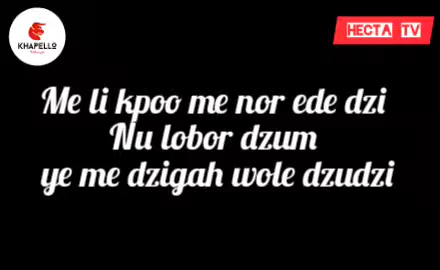 KHAPELLO
HECTA TV
Me li kpoo me nor ede dzi
Nu lobor dzum
ye me dzigah wole dzudzi